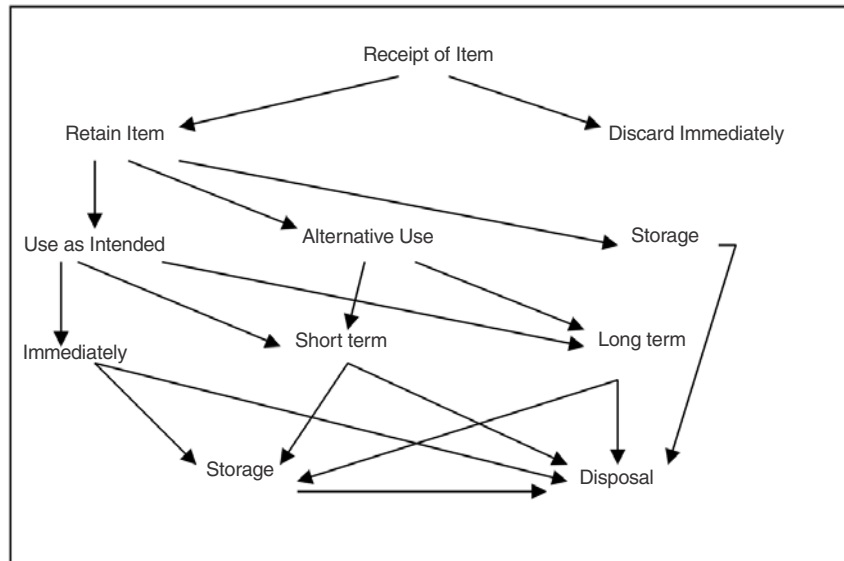 Receipt of Item
Retain Item
Discard Immediately
Use as Intended
Alternative Use
Storage
Immediately
Short term
Long term
Storage
Disposal